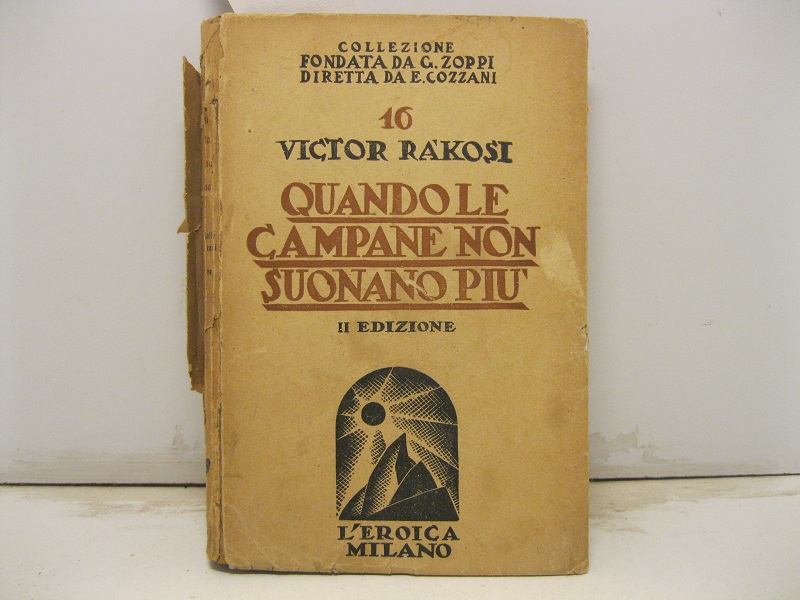 COLLEZIONE
FONDATA DA G. ZOPPI
DIRETTA DA E. COZZANI
16
VICTOR RÁKOSI
QUANDO LE
CAMPANE NON
SUONANO PIU'
II EDIZIONE
L'EROICA
MILANO